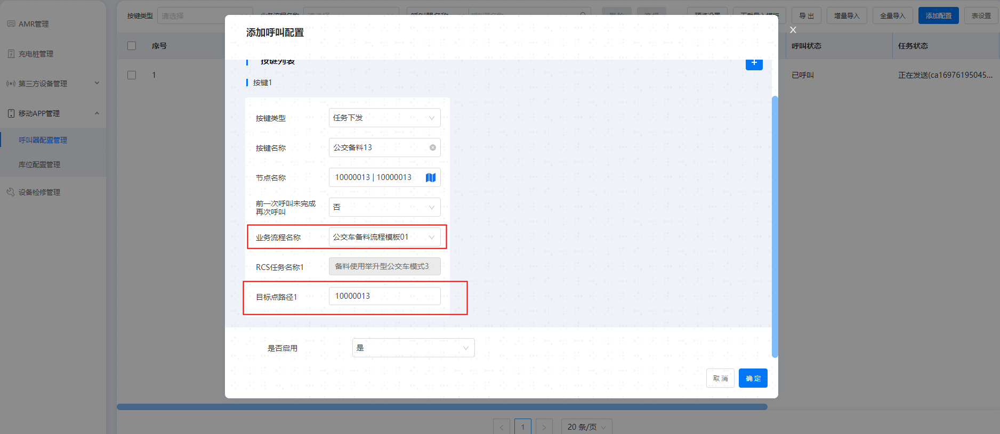 AMR管理
充电桩管理
第三方设备管理
移动APP管理
呼叫器配置管理
库位配置管理
设备检修管理
按键类型 请选择
导 出 增量导入 全量导入 添加配置 表设置
序号 呼叫状态 任务状态
1 已呼叫 正在发送(ca16976195045...
添加呼叫配置
X
按键列表
+
按键1
按键类型 任务下发
按键名称 公交备料13
节点名称 10000013 | 10000013
前一次呼叫未完成
再次呼叫 否
业务流程名称 公交车备料流程模板01
RCS任务名称1 备料使用举升型公交车模式3
目标点路径1 10000013
是否启用 是
取 消 确 定
< 1 > 20 条/页